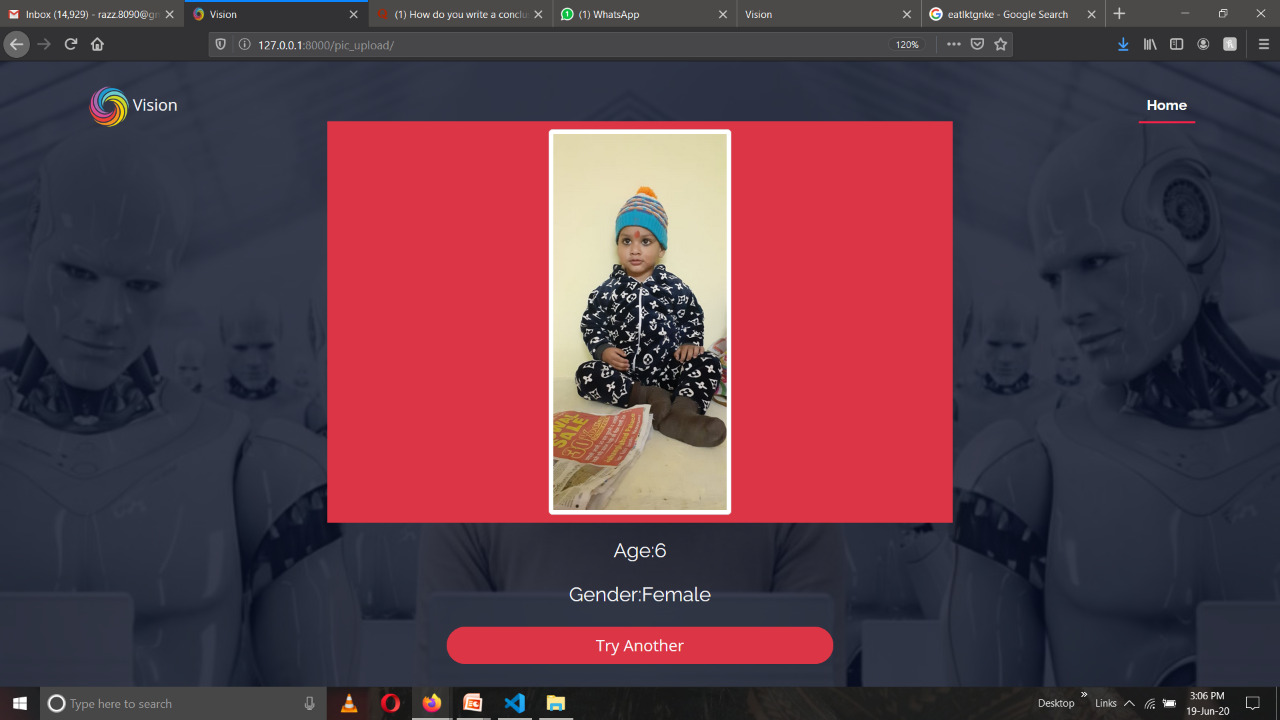 Inbox (14,929) - razz.8090@gm
Vision
(1) How do you write a conclu
(1) WhatsApp
Vision
eatlktgnke - Google Search
127.0.0.1:8000/pic_upload/
120%
Vision
Home
SALE
Age:6
Gender:Female
Try Another
Type here to search
Desktop
Links
3:06 PM
19-Jun-20